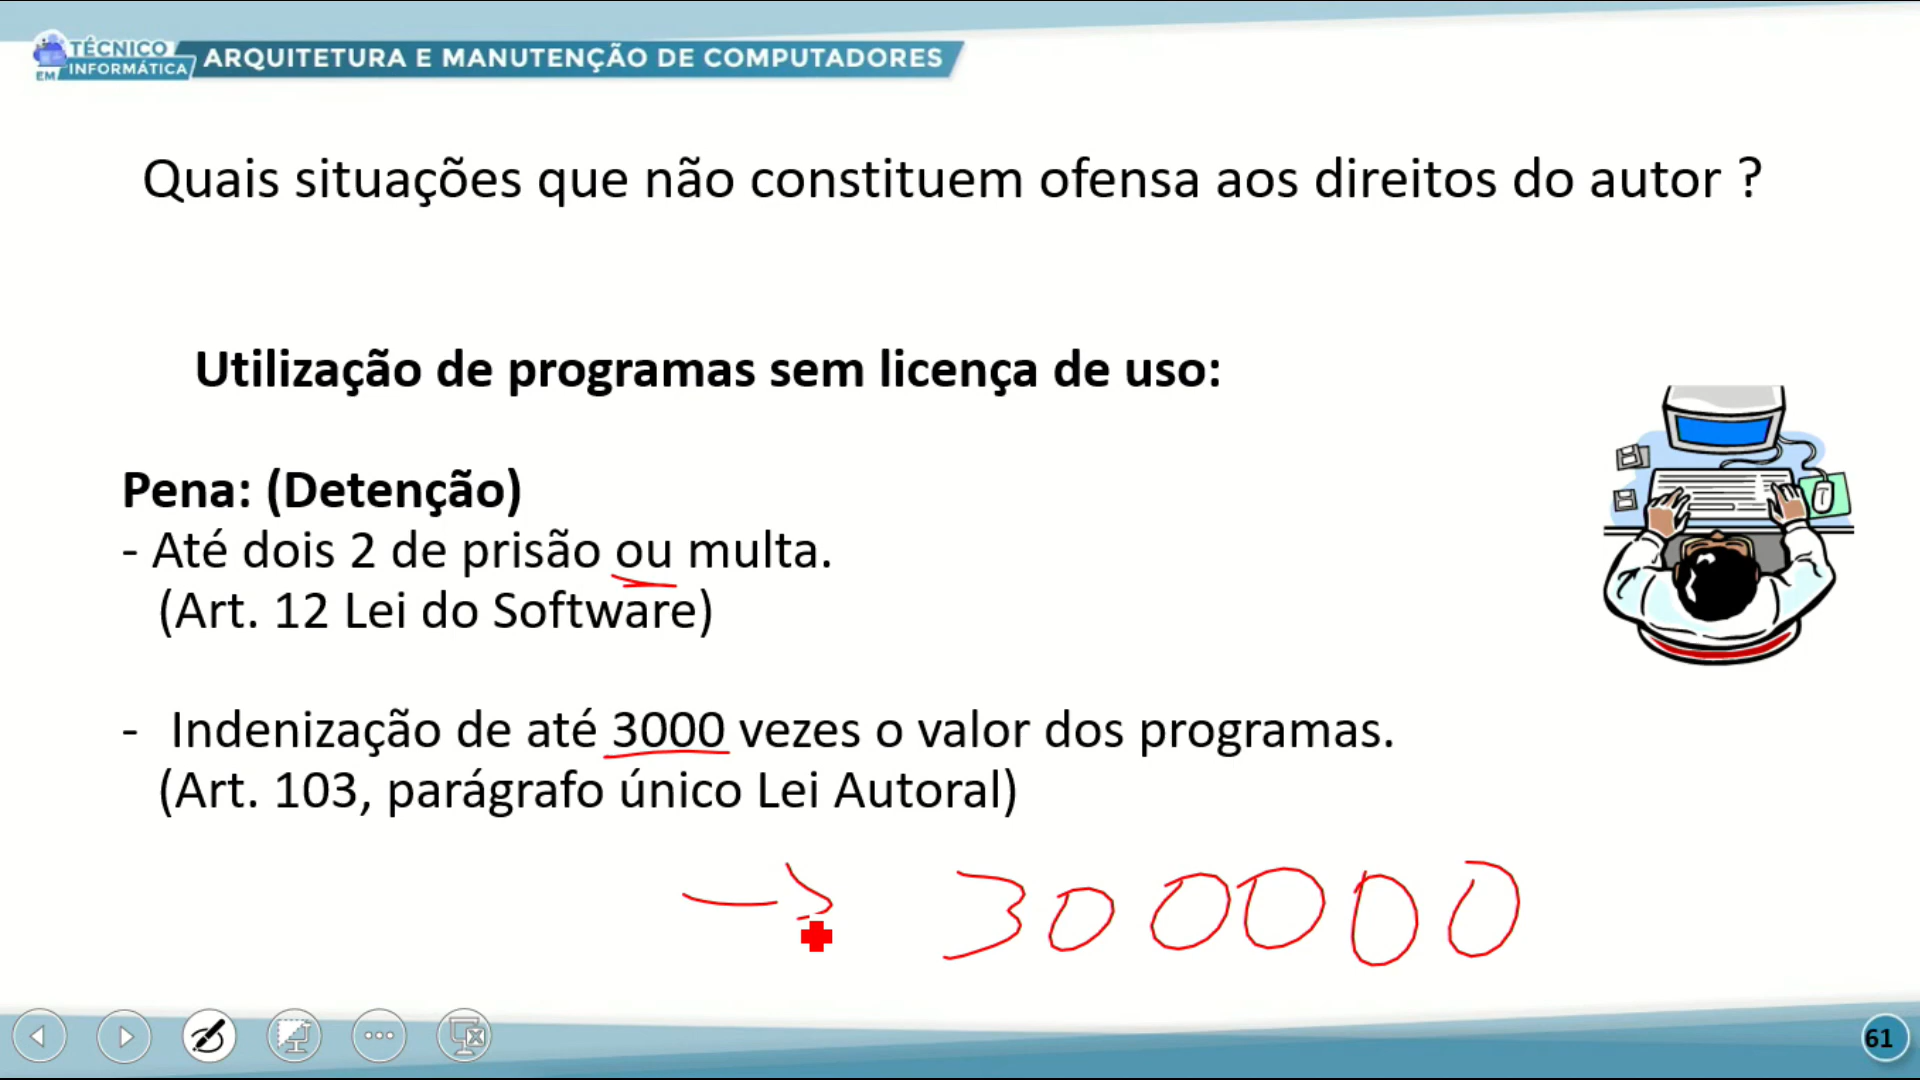 TÉCNICO
EM INFORMÁTICA
ARQUITETURA E MANUTENÇÃO DE COMPUTADORES
Quais situações que não constituem ofensa aos direitos do autor ?
Utilização de programas sem licença de uso:
Pena: (Detenção)
- Até dois 2 de prisão ou multa.
(Art. 12 Lei do Software)
- Indenização de até 3000 vezes o valor dos programas.
(Art. 103, parágrafo único Lei Autoral)
→ 300000
61